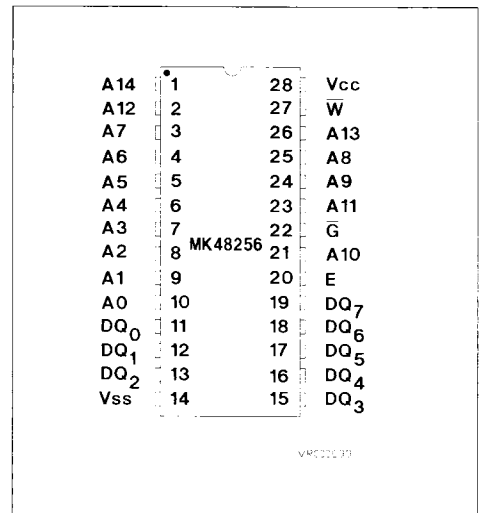 A14 1 28 Vcc
A12 2 27 W̅
A7 3 26 A13
A6 4 25 A8
A5 5 24 A9
A4 6 23 A11
A3 7 22 G̅
A2 8 MK48256 21 A10
A1 9 20 E
A0 10 19 DQ7
DQ0 11 18 DQ6
DQ1 12 17 DQ5
DQ2 13 16 DQ4
Vss 14 15 DQ3